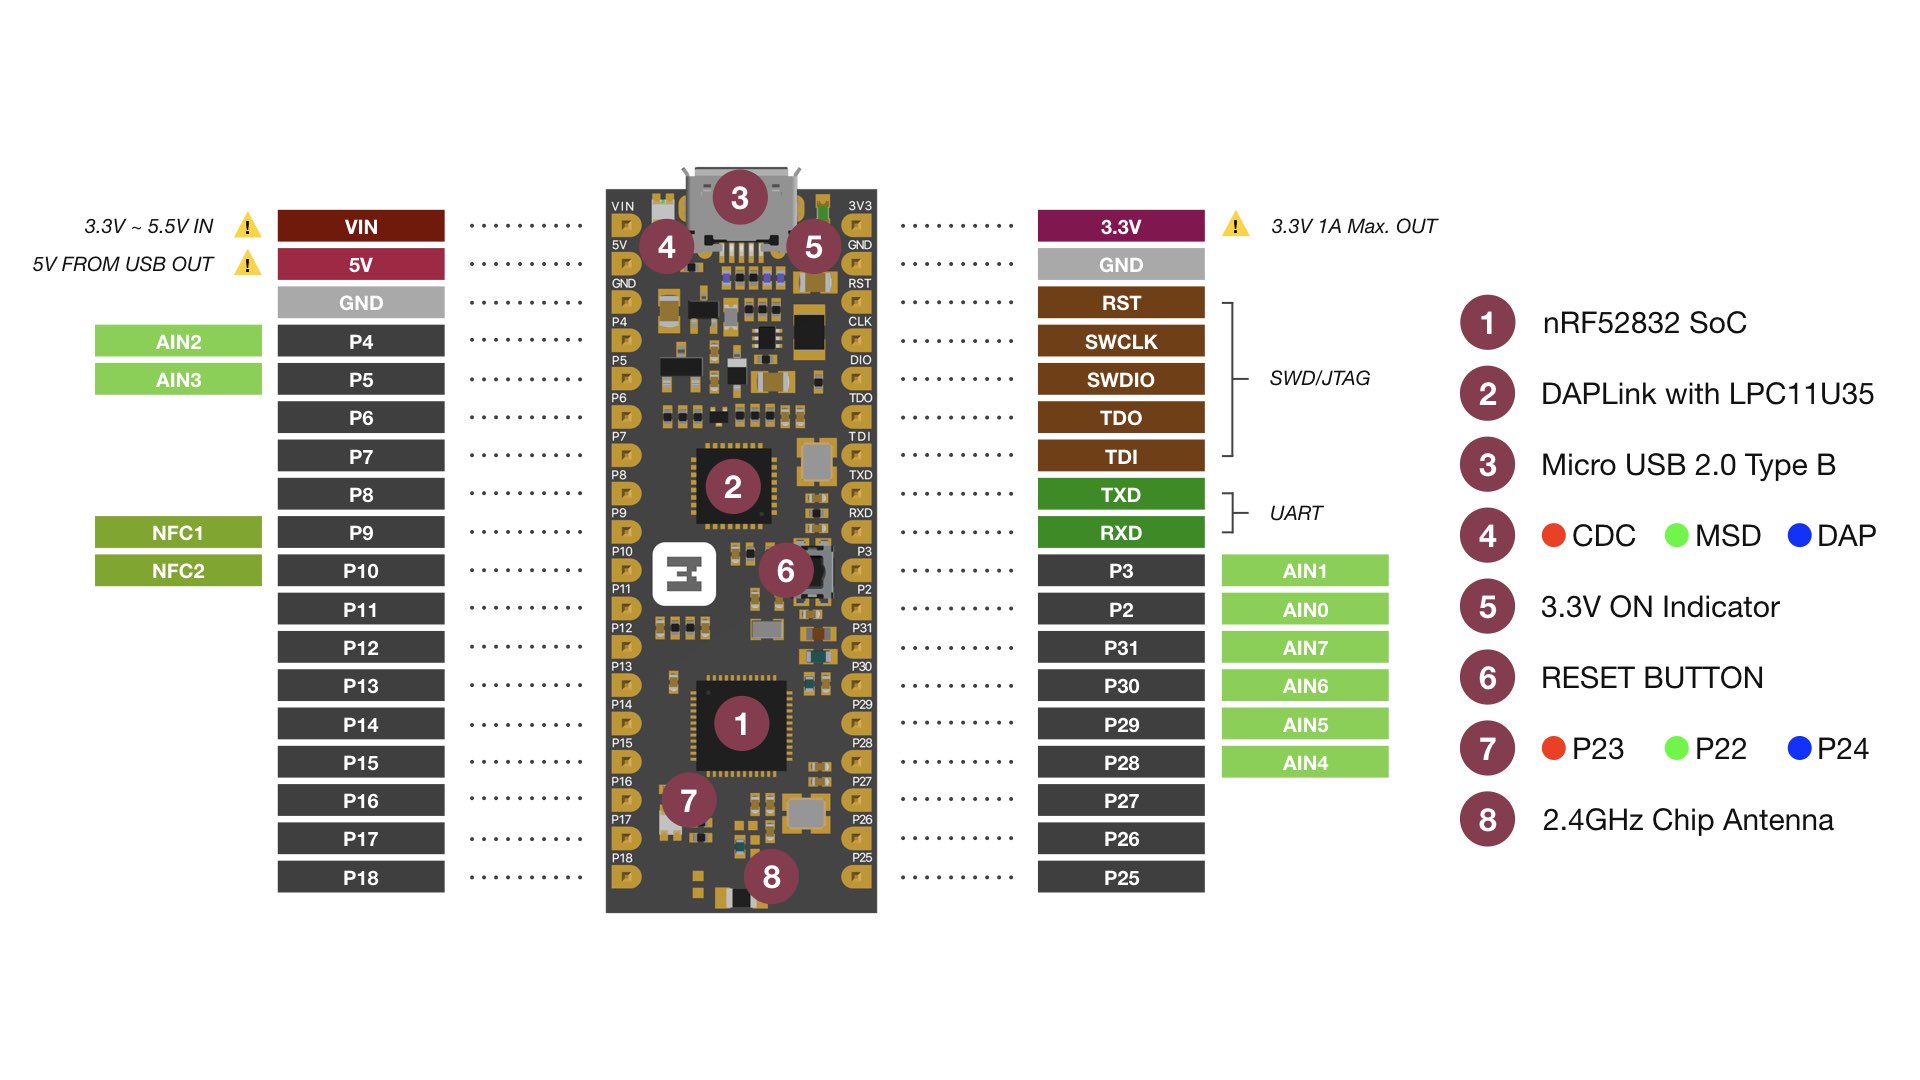 3.3V ~ 5.5V IN ! VIN
5V FROM USB OUT ! 5V
GND
AIN2 P4
AIN3 P5
P6
P7
P8
NFC1 P9
NFC2 P10
P11
P12
P13
P14
P15
P16
P17
P18
VIN
5V
GND
P4
P5
P6
P7
P8
P9
P10
P11
P12
P13
P14
P15
P16
P17
P18
3
4
5
2
6
M
1
7
8
3V3
GND
RST
CLK
DIO
TDO
TDI
TXD
RXD
P3
P2
P31
P30
P29
P28
P27
P26
P25
3.3V ! 3.3V 1A Max. OUT
GND
RST
SWCLK
SWDIO
TDO
TDI
SWD/JTAG
TXD
RXD
UART
P3 AIN1
P2 AIN0
P31 AIN7
P30 AIN6
P29 AIN5
P28 AIN4
P27
P26
P25
1 nRF52832 SoC
2 DAPLink with LPC11U35
3 Micro USB 2.0 Type B
4 CDC MSD DAP
5 3.3V ON Indicator
6 RESET BUTTON
7 P23 P22 P24
8 2.4GHz Chip Antenna